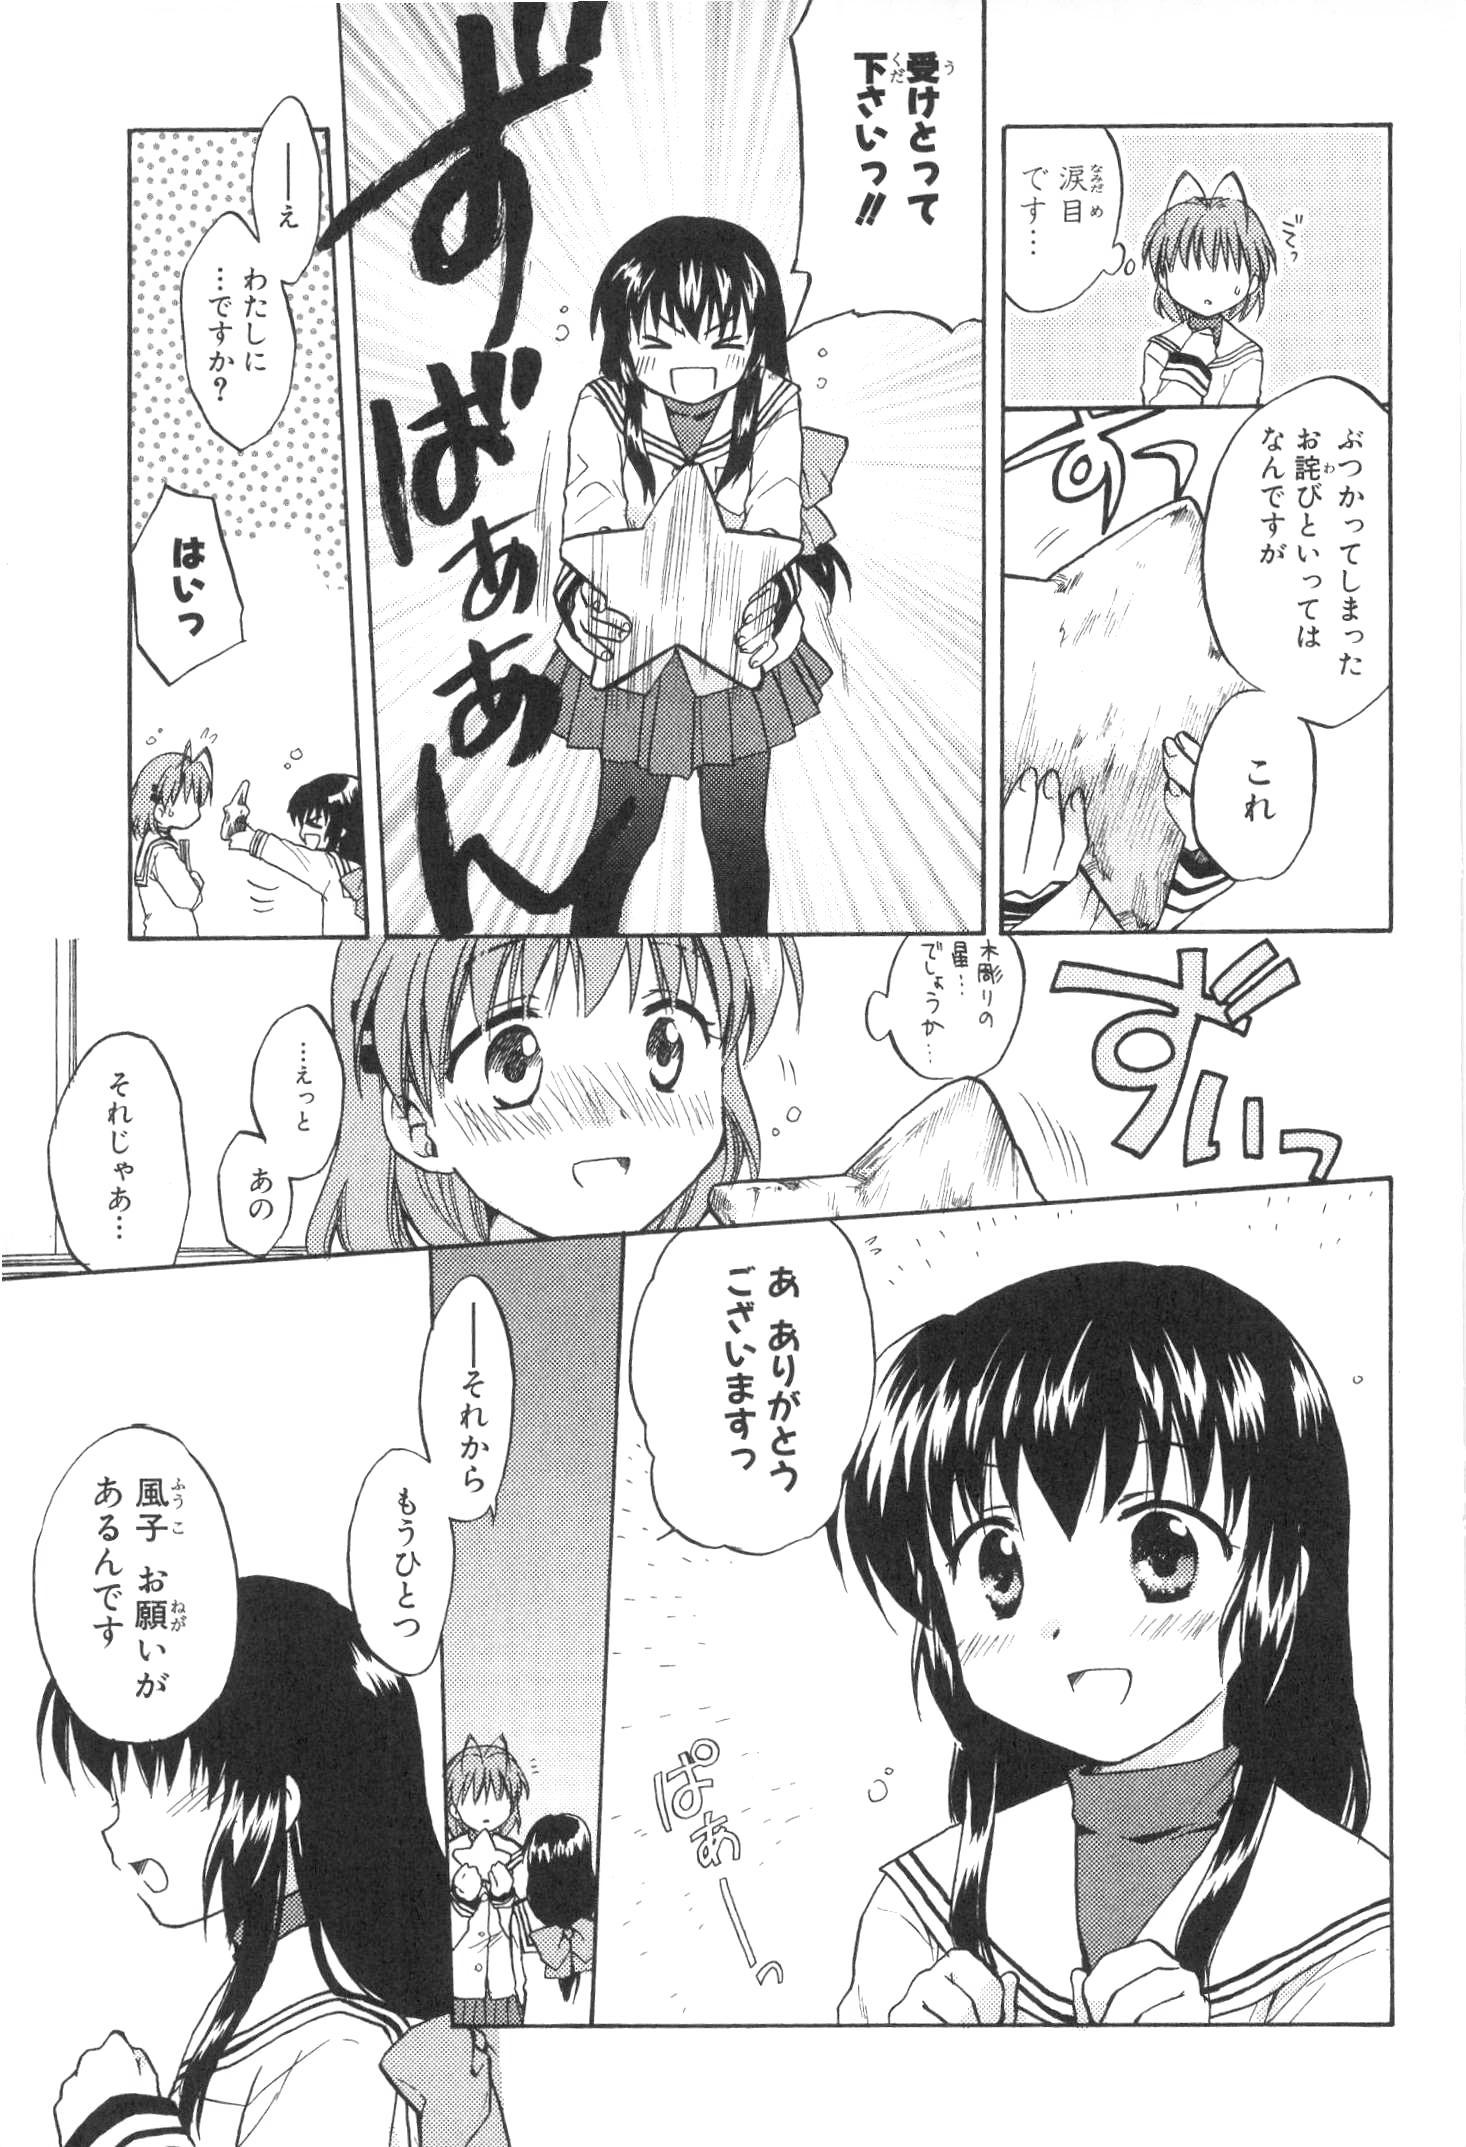 涙目
です…
ぶつかってしまった
お詫びといっては
なんですが
すっ
これ
受けとって
下さいっ!!
ずばぁぁん
――え
わたしに
…ですか?
はいっ
ずいっ
木彫りの
星…
でしょうか…
…えっと
あの
それじゃあ…
あ ありがとう
ございますっ
ぱぁーっ
――それから
もうひとつ
風子 お願いが
あるんです